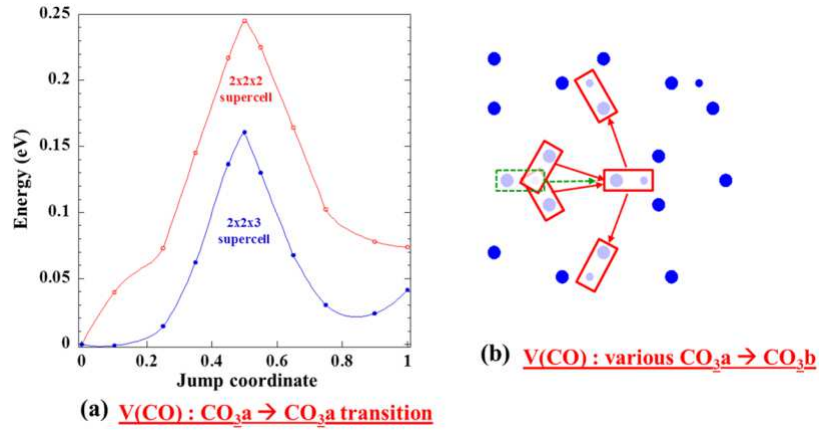 0.25
0.2
0.15
0.1
0.05
0
Energy (eV)
2x2x2
supercell
2x2x3
supercell
0 0.2 0.4 0.6 0.8 1
Jump coordinate
(a) V(CO) : CO3a → CO3a transition
(b) V(CO) : various CO3a → CO3b